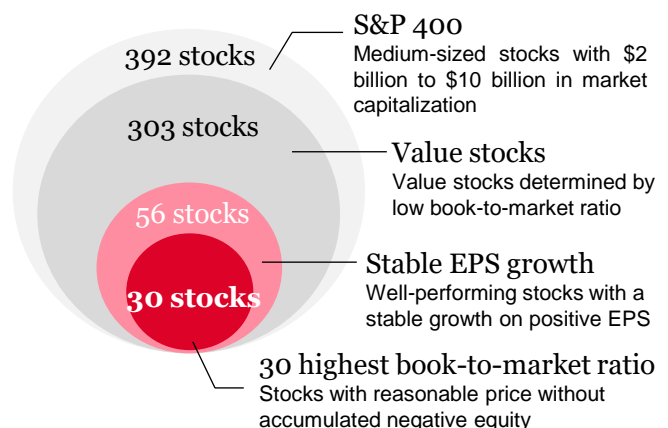 S&P 400
392 stocks
Medium-sized stocks with $2
billion to $10 billion in market
capitalization
303 stocks
Value stocks
Value stocks determined by
low book-to-market ratio
56 stocks
Stable EPS growth
Well-performing stocks with a
stable growth on positive EPS
30 stocks
30 highest book-to-market ratio
Stocks with reasonable price without
accumulated negative equity